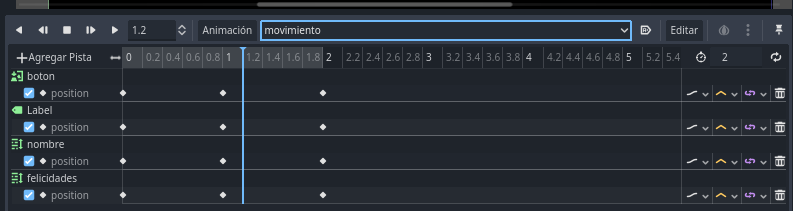 1.2 Animación movimiento Editar
Agregar Pista 0 0.2 0.4 0.6 0.8 1 1.2 1.4 1.6 1.8 2 2.2 2.4 2.6 2.8 3 3.2 3.4 3.6 3.8 4 4.2 4.4 4.6 4.8 5 5.2 5.4 2
boton
position
Label
position
nombre
position
felicidades
position